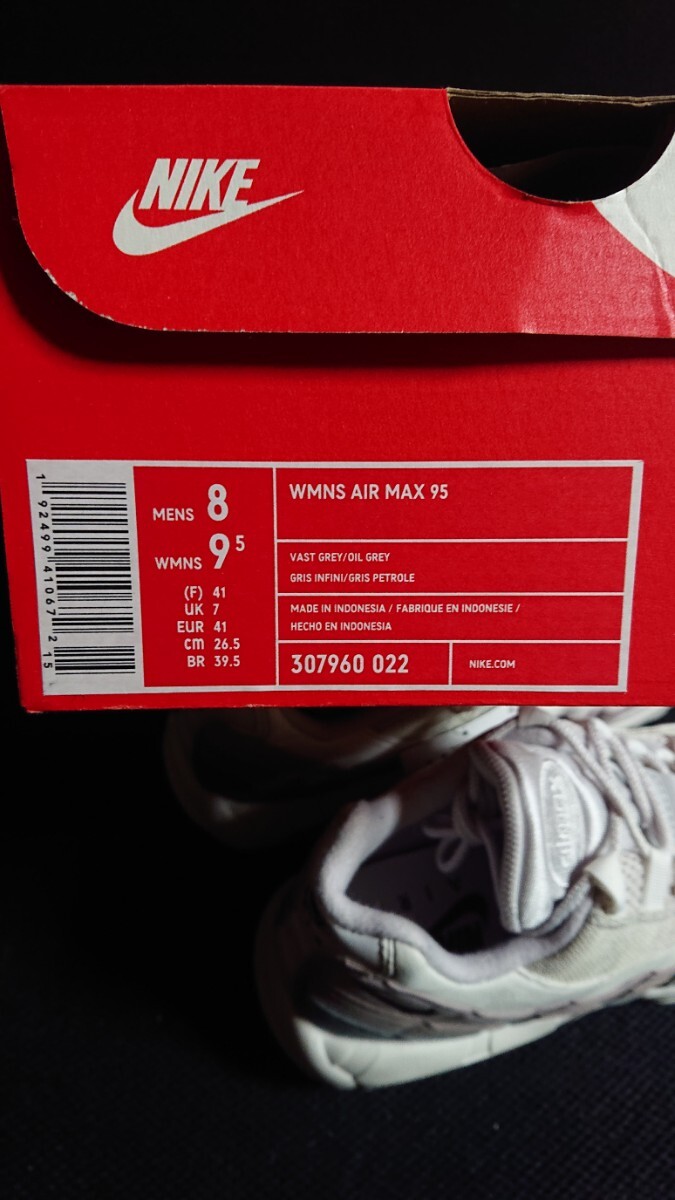 NIKE
1 92499 41067 2 15
MENS 8
WMNS 9 5
(F) 41
UK 7
EUR 41
cm 26.5
BR 39.5
WMNS AIR MAX 95
VAST GREY/OIL GREY
GRIS INFINI/GRIS PETROLE
MADE IN INDONESIA / FABRIQUE EN INDONESIE /
HECHO EN INDONESIA
307960 022
NIKE.COM